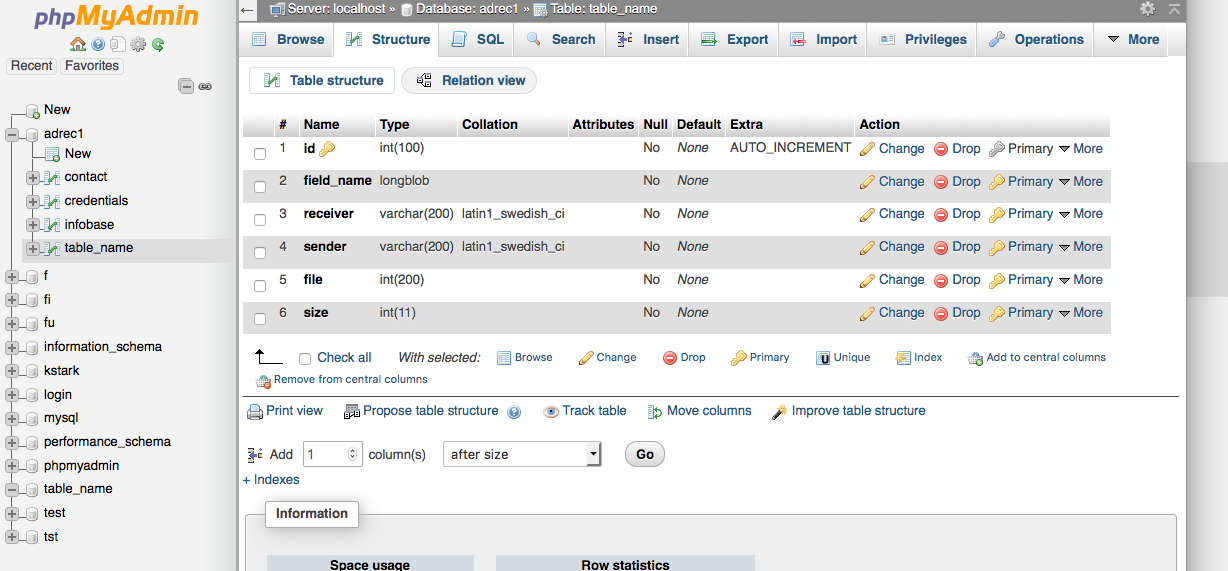 phpMyAdmin
Recent Favorites
New
adrec1
New
contact
credentials
infobase
table_name
f
fi
fu
information_schema
kstark
login
mysql
performance_schema
phpmyadmin
table_name
test
tst
Server: localhost » Database: adrec1 » Table: table_name
Browse Structure SQL Search Insert Export Import Privileges Operations More
Table structure Relation view
# Name Type Collation Attributes Null Default Extra Action
1 id int(100) No None AUTO_INCREMENT Change Drop Primary More
2 field_name longblob No None Change Drop Primary More
3 receiver varchar(200) latin1_swedish_ci No None Change Drop Primary More
4 sender varchar(200) latin1_swedish_ci No None Change Drop Primary More
5 file int(200) No None Change Drop Primary More
6 size int(11) No None Change Drop Primary More
Check all With selected: Browse Change Drop Primary Unique Index Add to central columns
Remove from central columns
Print view Propose table structure Track table Move columns Improve table structure
Add 1 column(s) after size Go
+ Indexes
Information
Space usage Row statistics